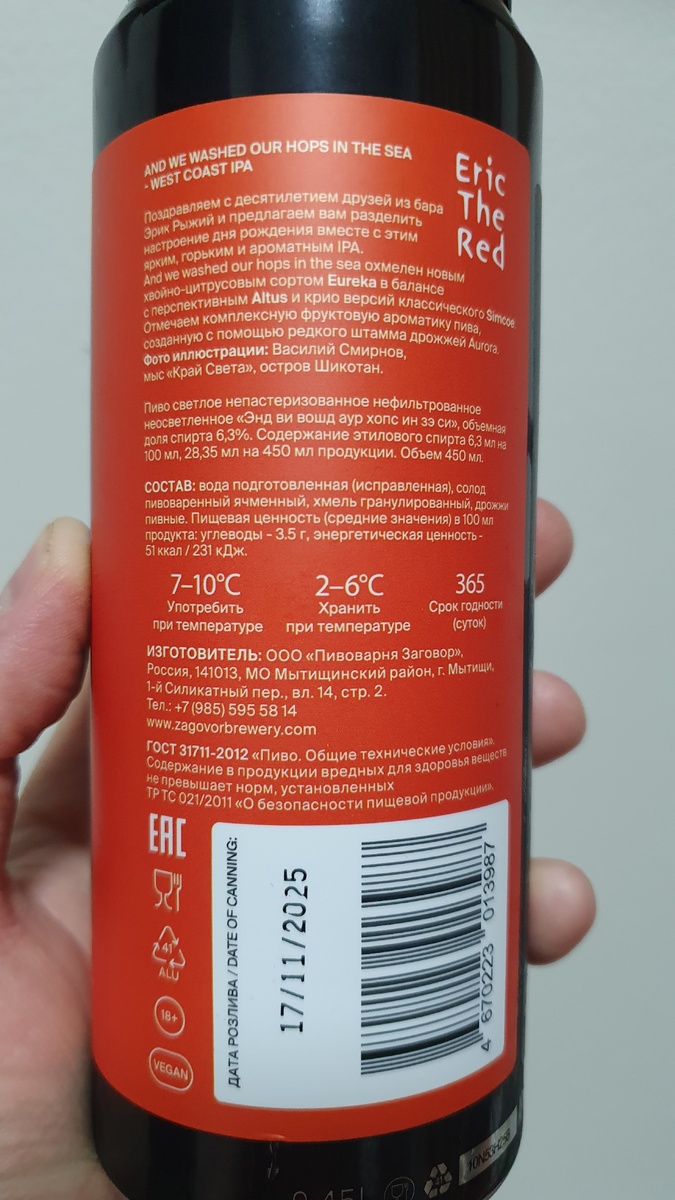 AND WE WASHED OUR HOPS IN THE SEA
- WEST COAST IPA
Eric
The
Red
Поздравляем с десятилетием друзей из бара
Эрик Рыжий и предлагаем вам разделить
настроение дня рождения вместе с этим
ярким, горьким и ароматным IPA.
And we washed our hops in the sea охмелен новым
хвойно-цитрусовым сортом Eureka в балансе
с перспективным Altus и крио версий классического Simcoe.
Отмечаем комплексную фруктовую ароматику пива,
созданную с помощью редкого штамма дрожжей Aurora.
Фото иллюстрации: Василий Смирнов,
мыс «Край Света», остров Шикотан.
Пиво светлое непастеризованное нефильтрованное
неосветленное «Энд ви вошд аур хопс ин зэ си», объемная
доля спирта 6,3%. Содержание этилового спирта 6,3 мл на
100 мл, 28,35 мл на 450 мл продукции. Объем 450 мл.
СОСТАВ: вода подготовленная (исправленная), солод
пивоваренный ячменный, хмель гранулированный, дрожжи
пивные. Пищевая ценность (средние значения) в 100 мл
продукта: углеводы - 3.5 г, энергетическая ценность -
51 ккал / 231 кДж.
7–10°C
Употребить
при температуре
2–6°C
Хранить
при температуре
365
Срок годности
(суток)
ИЗГОТОВИТЕЛЬ: ООО «Пивоварня Заговор»,
Россия, 141013, МО Мытищинский район, г. Мытищи,
1-й Силикатный пер., вл. 14, стр. 2.
Тел.: +7 (985) 595 58 14
www.zagovorbrewery.com
ГОСТ 31711-2012 «Пиво. Общие технические условия».
Содержание в продукции вредных для здоровья веществ
не превышает норм, установленных
ТР ТС 021/2011 «О безопасности пищевой продукции».
EAC
41
ALU
18+
VEGAN
ДАТА РОЗЛИВА / DATE OF CANNING:
17/11/2025
4 670223 013987